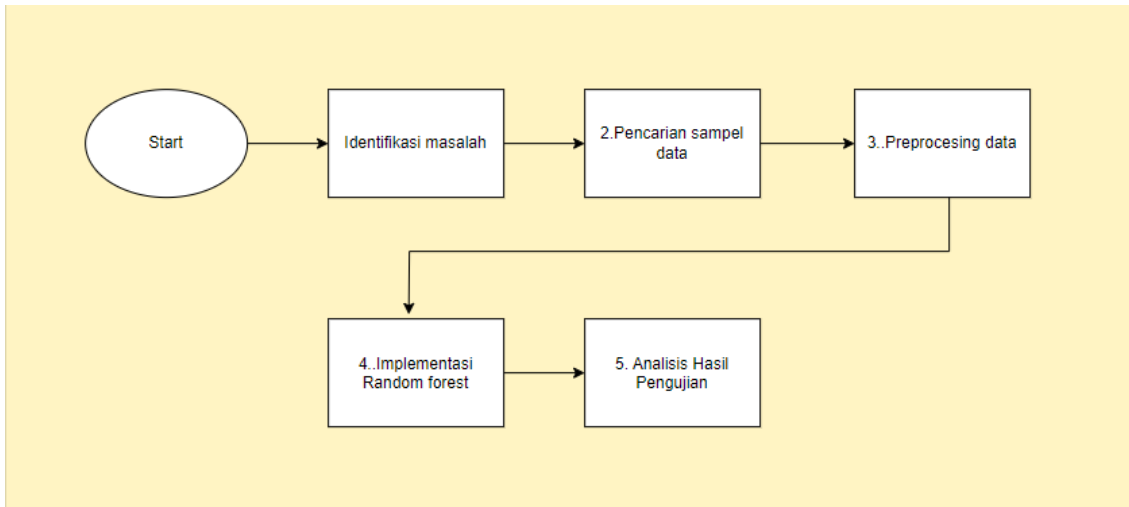 Start
Identifikasi masalah
2.Pencarian sampel
data
3..Preprocesing data
4..Implementasi
Random forest
5. Analisis Hasil
Pengujian